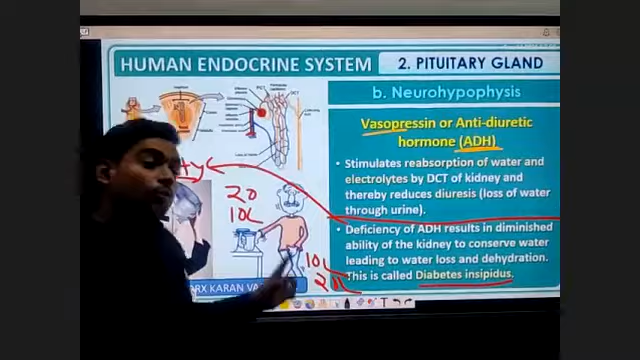 HUMAN ENDOCRINE SYSTEM
2. PITUITARY GLAND
b. Neurohypophysis
Vasopressin or Anti-diuretic
hormone (ADH)
• Stimulates reabsorption of water and
electrolytes by DCT of kidney and
thereby reduces diuresis (loss of water
through urine).
• Deficiency of ADH results in diminished
ability of the kidney to conserve water
leading to water loss and dehydration.
This is called Diabetes insipidus.
PCT
DCT
ty
20
10L
10L